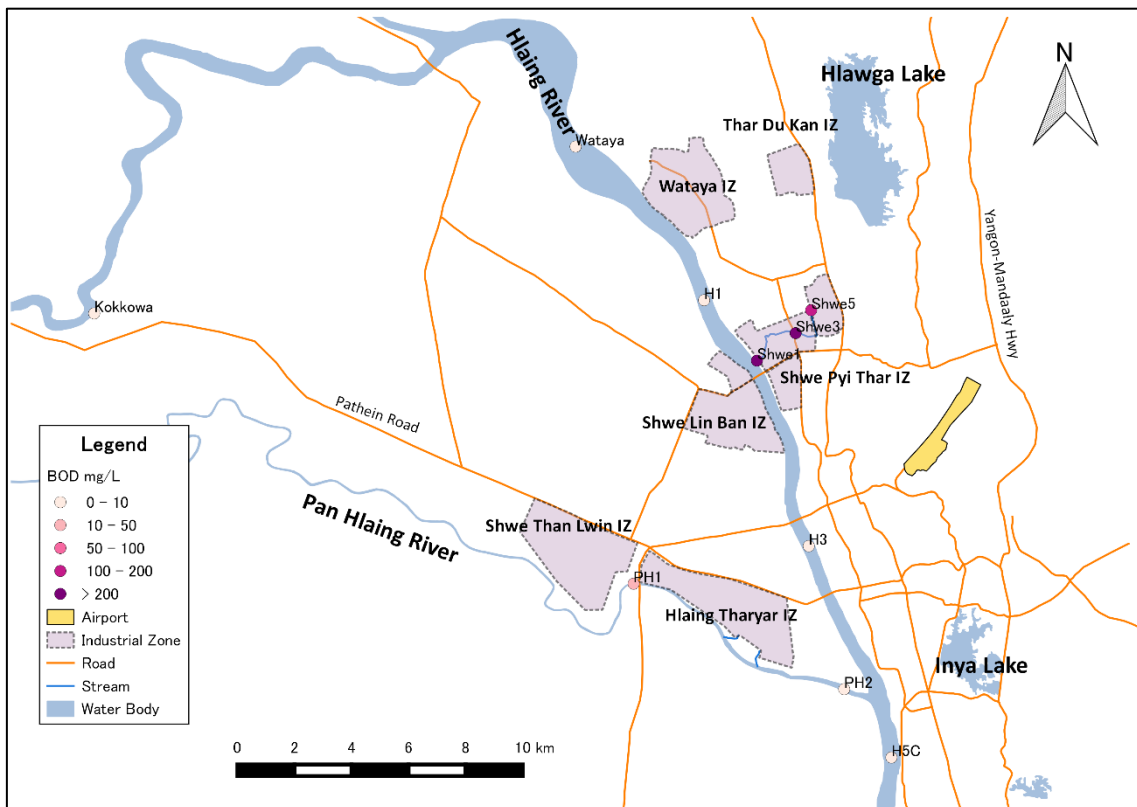 N
Hlaing River
Hlawga Lake
Thar Du Kan IZ
Wataya
Wataya IZ
Yangon-Mandaaly Hwy
Kokkowa
H1
Shwe5
Shwe3
Shwe1
Shwe Pyi Thar IZ
Shwe Lin Ban IZ
Pathein Road
Pan Hlaing River
Shwe Than Lwin IZ
H3
PH1
Hlaing Tharyar IZ
Inya Lake
PH2
H5C
Legend
BOD mg/L
0 – 10
10 – 50
50 – 100
100 – 200
> 200
Airport
Industrial Zone
Road
Stream
Water Body
0 2 4 6 8 10 km